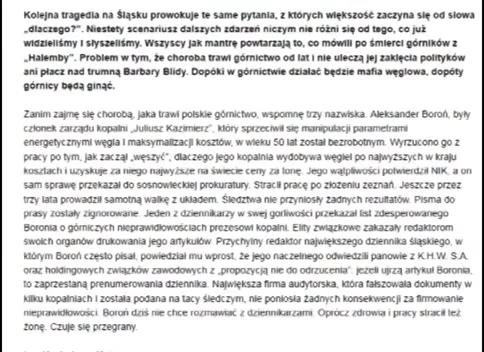 Kolejna tragedia na Śląsku prowokuje te same pytania, z których większość zaczyna się od słowa
„dlaczego?”. Niestety scenariusz dalszych zdarzeń niczym nie różni się od tego, co już
widzieliśmy i słyszeliśmy. Wszyscy jak mantrę powtarzają to, co mówili po śmierci górników z
„Halemby”. Problem w tym, że choroba trawi górnictwo od lat i nie uleczą jej zaklęcia polityków
ani płacz nad trumną Barbary Blidy. Dopóki w górnictwie działać będzie mafia węglowa, dopóty
górnicy będą ginąć.
Zanim zajmę się chorobą, jaka trawi polskie górnictwo, wspomnę trzy nazwiska. Aleksander Boroń, były
członek zarządu kopalni „Juliusz Kazimierz”, który sprzeciwił się manipulacji parametrami
energetycznymi węgla i maksymalizacji kosztów, w wieku 50 lat został bezrobotnym. Wyrzucono go z
pracy po tym, jak zaczął „węszyć”, dlaczego jego kopalnia wydobywa węgiel po najwyższych w kraju
kosztach i uzyskuje za niego najwyższe na świecie ceny za tonę. Jego wątpliwości potwierdził NIK, a on
sam sprawę przekazał do sosnowieckiej prokuratury. Stracił pracę po złożeniu zeznań. Jeszcze przez
trzy lata prowadził samotną walkę z układem. Śledztwa nie przyniosły żadnych rezultatów. Pisma do
prasy zostały zignorowane. Jeden z dziennikarzy w swej gorliwości przekazał list zdesperowanego
Boronia o górniczych nieprawidłowościach prezesowi kopalni. Elity związkowe zakazały redaktorom
swoich organów drukowania jego artykułów. Przychylny redaktor największego dziennika śląskiego, w
którym Boroń często pisał, powiedział mu wprost, że jego naczelnego odwiedzili panowie z K.H.W. S.A.
oraz holdingowych związków zawodowych z „propozycją nie do odrzucenia”: jeżeli ujrzą artykuł Boronia,
to zaprzestaną prenumerowania dziennika. Największa firma audytorska, która fałszowała dokumenty w
kilku kopalniach i została podana na tacy śledczym, nie poniosła żadnych konsekwencji za firmowanie
nieprawidłowości. Boroń dziś nie chce rozmawiać z dziennikarzami. Oprócz zdrowia i pracy stracił też
żonę. Czuje się przegrany.